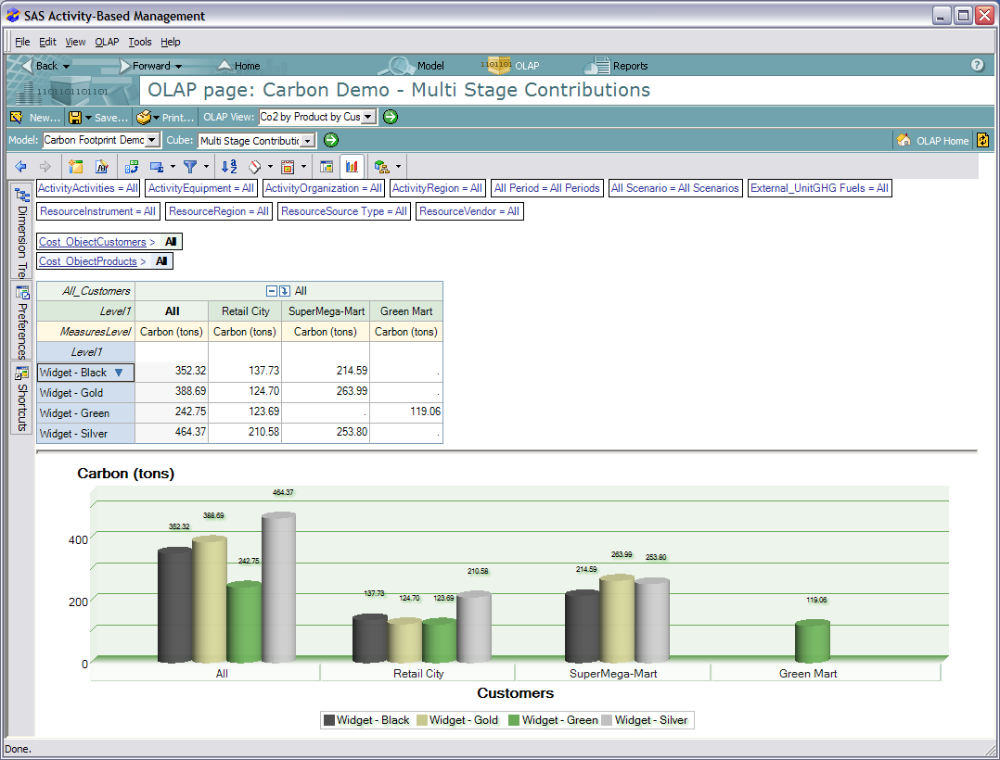 SAS Activity-Based Management
File Edit View OLAP Tools Help
Back Forward Home 1101101 Model OLAP Reports ?
1101101101101
OLAP page: Carbon Demo - Multi Stage Contributions
New... Save... Print... OLAP View: Co2 by Product by Cus
Model: Carbon Footprint Demo Cube: Multi Stage Contributic OLAP Home
ActivityActivities = All ActivityEquipment = All ActivityOrganization = All ActivityRegion = All All Period = All Periods All Scenario = All Scenarios External_UnitGHG Fuels = All
ResourceInstrument = All ResourceRegion = All ResourceSource Type = All ResourceVendor = All
Dimension Tre
Preferences
Shortcuts
Cost_ObjectCustomers > All
Cost_ObjectProducts > All
All_Customers All
Level1 All Retail City SuperMega-Mart Green Mart
MeasuresLevel Carbon (tons) Carbon (tons) Carbon (tons) Carbon (tons)
Level1
Widget - Black 352.32 137.73 214.59 .
Widget - Gold 388.69 124.70 263.99 .
Widget - Green 242.75 123.69 . 119.06
Widget - Silver 464.37 210.58 253.80 .
Carbon (tons)
400
200
0
352.32 388.69 242.75 464.37
137.73 124.70 123.69 210.58
214.59 263.99 253.80
119.06
All Retail City SuperMega-Mart Green Mart
Customers
Widget - Black Widget - Gold Widget - Green Widget - Silver
Done.